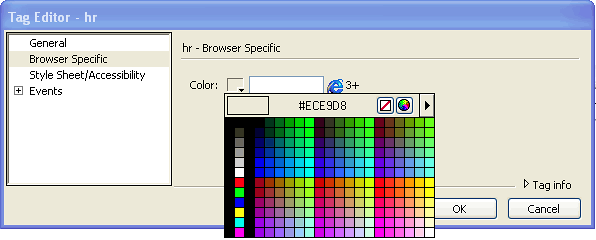 Tag Editor - hr
General
Browser Specific
Style Sheet/Accessibility
Events
hr - Browser Specific
Color:
3+
#ECE9D8
Tag info
OK
Cancel